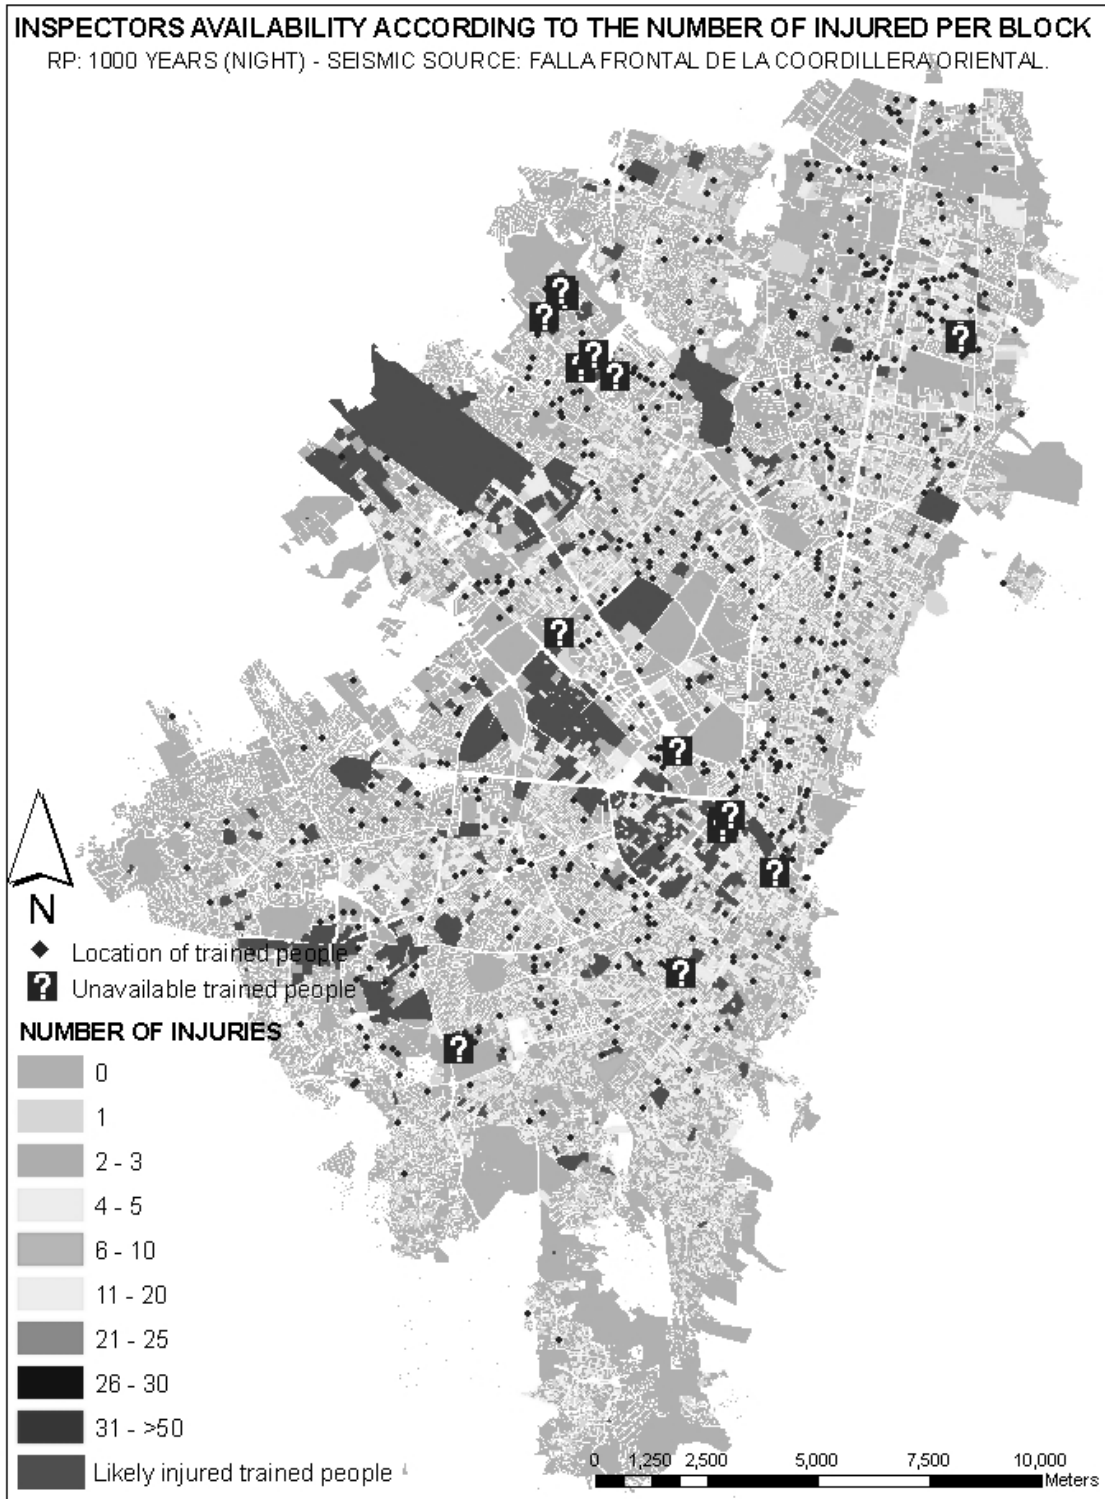 INSPECTORS AVAILABILITY ACCORDING TO THE NUMBER OF INJURED PER BLOCK
RP: 1000 YEARS (NIGHT) - SEISMIC SOURCE: FALLA FRONTAL DE LA COORDILLERA ORIENTAL.
? 
?
?
?
?
?
?
?
?
?
?
?
?
N
Location of trained people
? Unavailable trained people
NUMBER OF INJURIES
0
1
2 - 3
4 - 5
6 - 10
11 - 20
21 - 25
26 - 30
31 - >50
Likely injured trained people
0 1,250 2,500 5,000 7,500 10,000
Meters